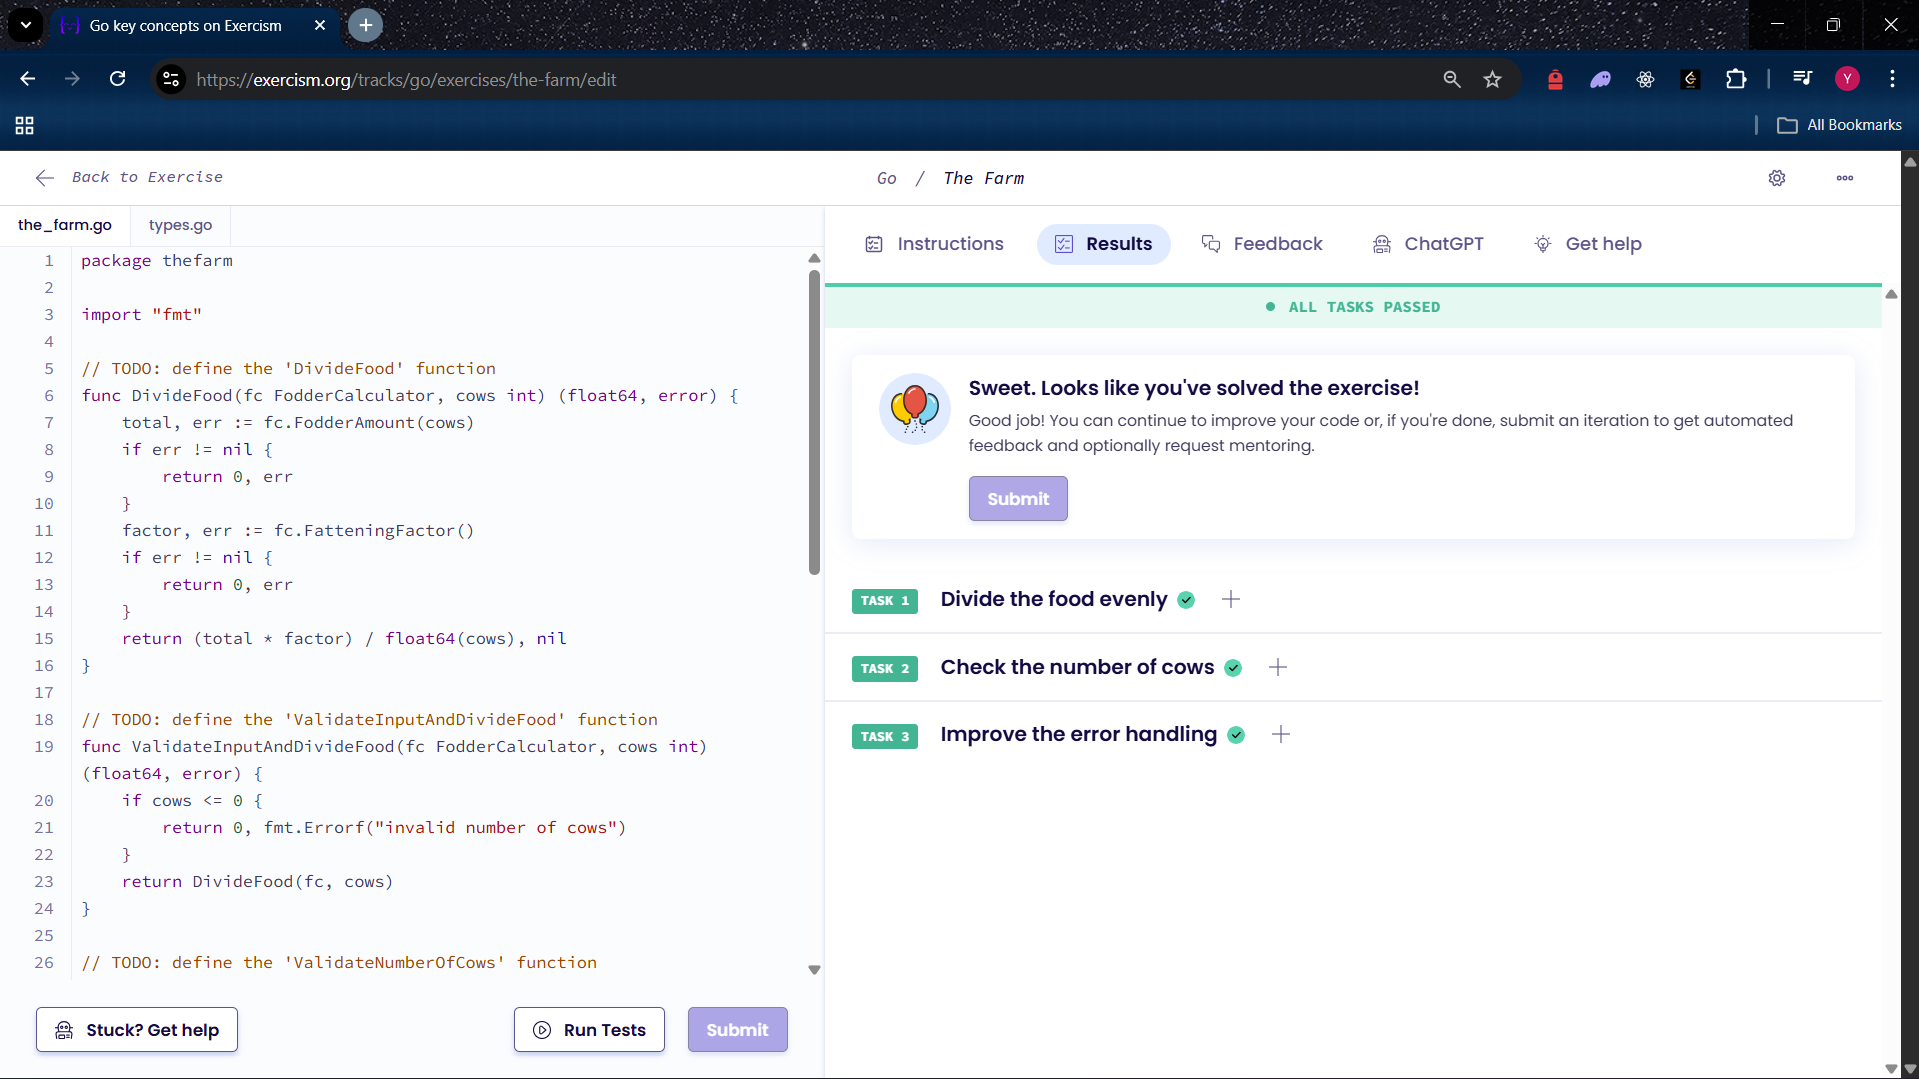 Go key concepts on Exercism
https://exercism.org/tracks/go/exercises/the-farm/edit
Y
All Bookmarks
Back to Exercise
Go / The Farm
the_farm.go
types.go
1 package thefarm
2
3 import "fmt"
4
5 // TODO: define the 'DivideFood' function
6 func DivideFood(fc FodderCalculator, cows int) (float64, error) {
7 total, err := fc.FodderAmount(cows)
8 if err != nil {
9 return 0, err
10 }
11 factor, err := fc.FatteningFactor()
12 if err != nil {
13 return 0, err
14 }
15 return (total * factor) / float64(cows), nil
16 }
17
18 // TODO: define the 'ValidateInputAndDivideFood' function
19 func ValidateInputAndDivideFood(fc FodderCalculator, cows int)
(float64, error) {
20 if cows <= 0 {
21 return 0, fmt.Errorf("invalid number of cows")
22 }
23 return DivideFood(fc, cows)
24 }
25
26 // TODO: define the 'ValidateNumberOfCows' function
Stuck? Get help
Run Tests
Submit
Instructions
Results
Feedback
ChatGPT
Get help
ALL TASKS PASSED
Sweet. Looks like you've solved the exercise!
Good job! You can continue to improve your code or, if you're done, submit an iteration to get automated
feedback and optionally request mentoring.
Submit
TASK 1 Divide the food evenly
TASK 2 Check the number of cows
TASK 3 Improve the error handling